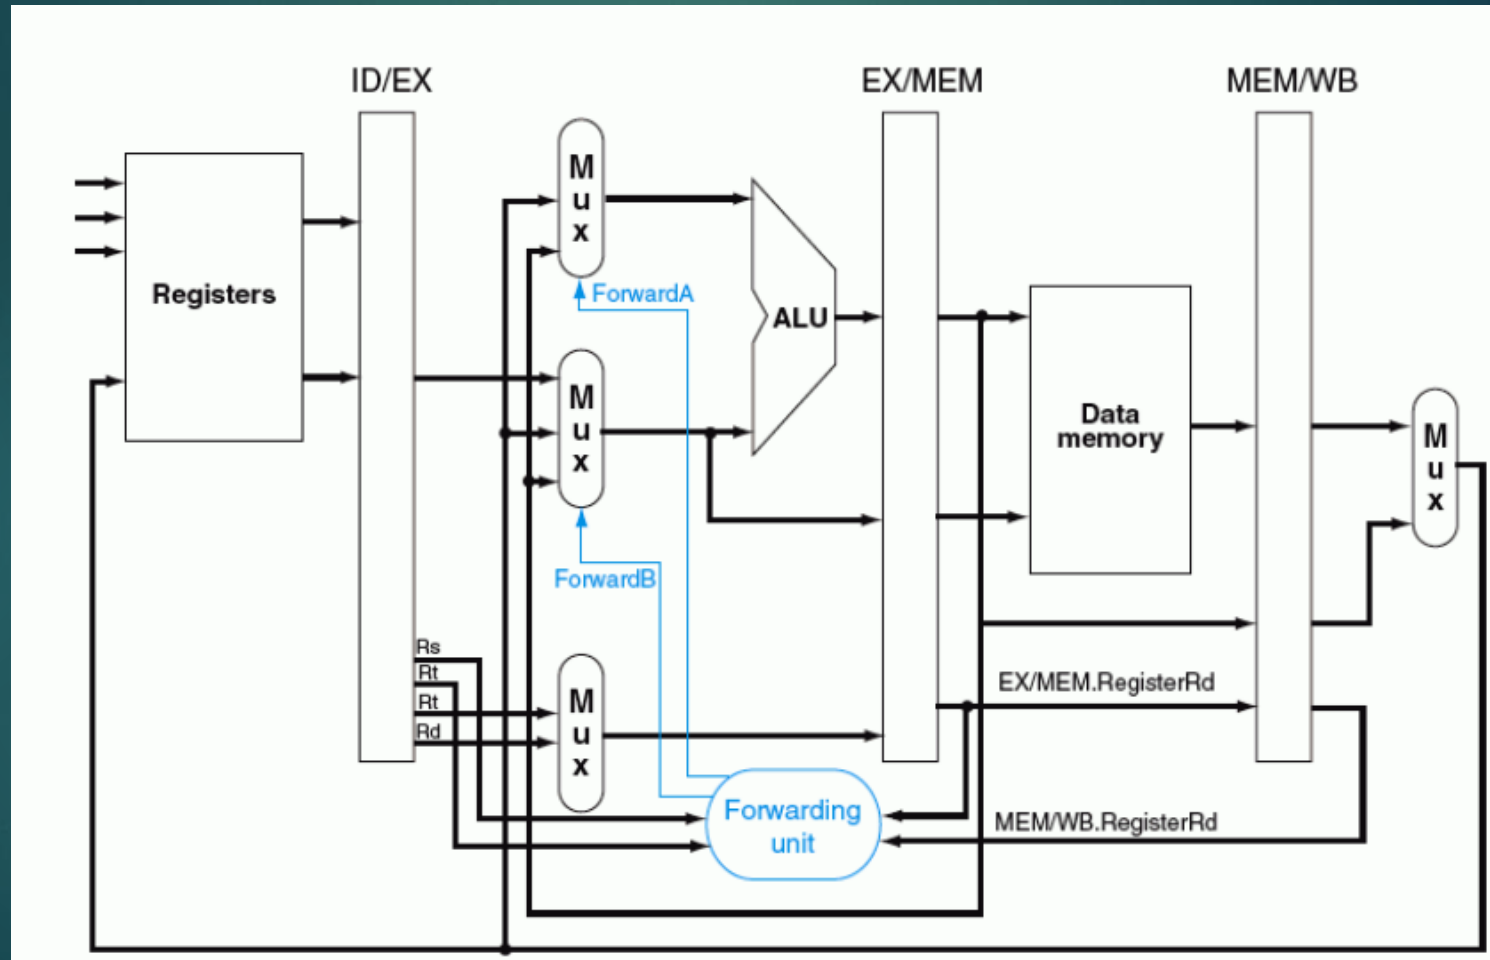 ID/EX
EX/MEM
MEM/WB
M
u
x
Registers
ForwardA
ALU
M
u
x
Data
memory
M
u
x
ForwardB
Rs
Rt
Rt
Rd
M
u
x
EX/MEM.RegisterRd
Forwarding
unit
MEM/WB.RegisterRd